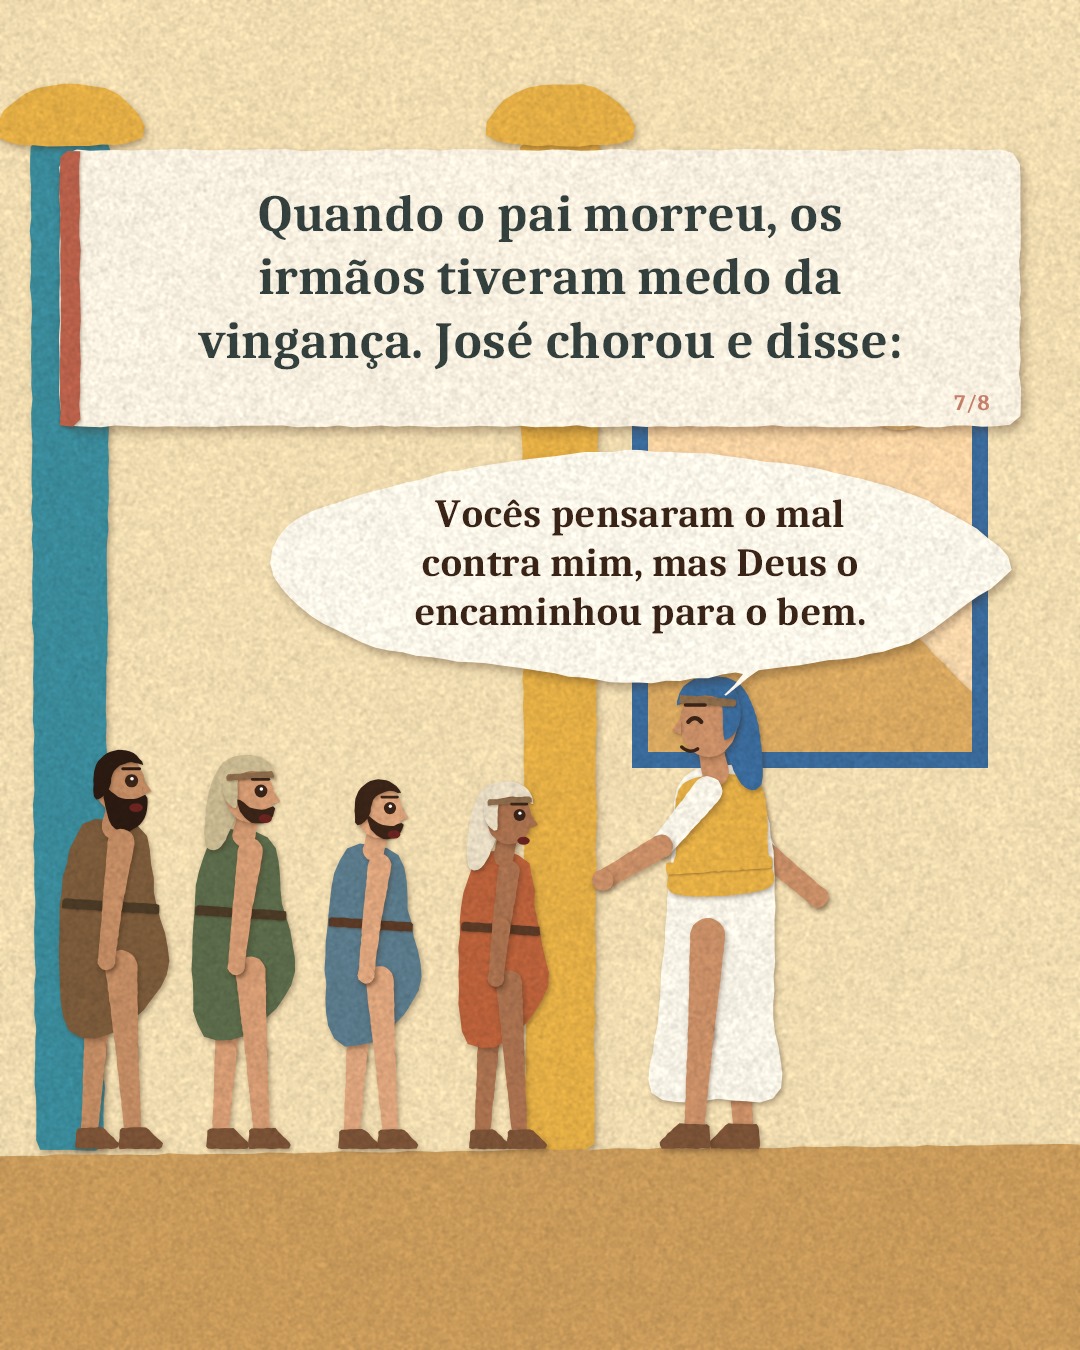 Quando o pai morreu, os
irmãos tiveram medo da
vingança. José chorou e disse:
7/8
Vocês pensaram o mal
contra mim, mas Deus o
encaminhou para o bem.